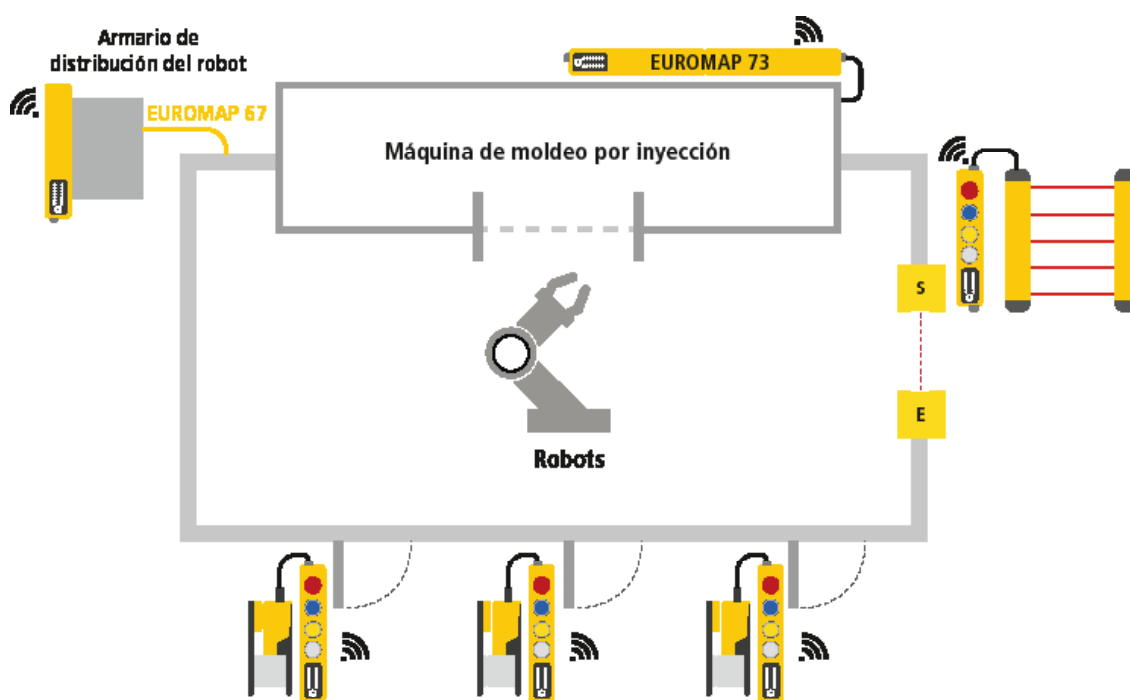 Armario de
distribución del robot
EUROMAP 67
EUROMAP 73
Máquina de moldeo por inyección
S
E
Robots